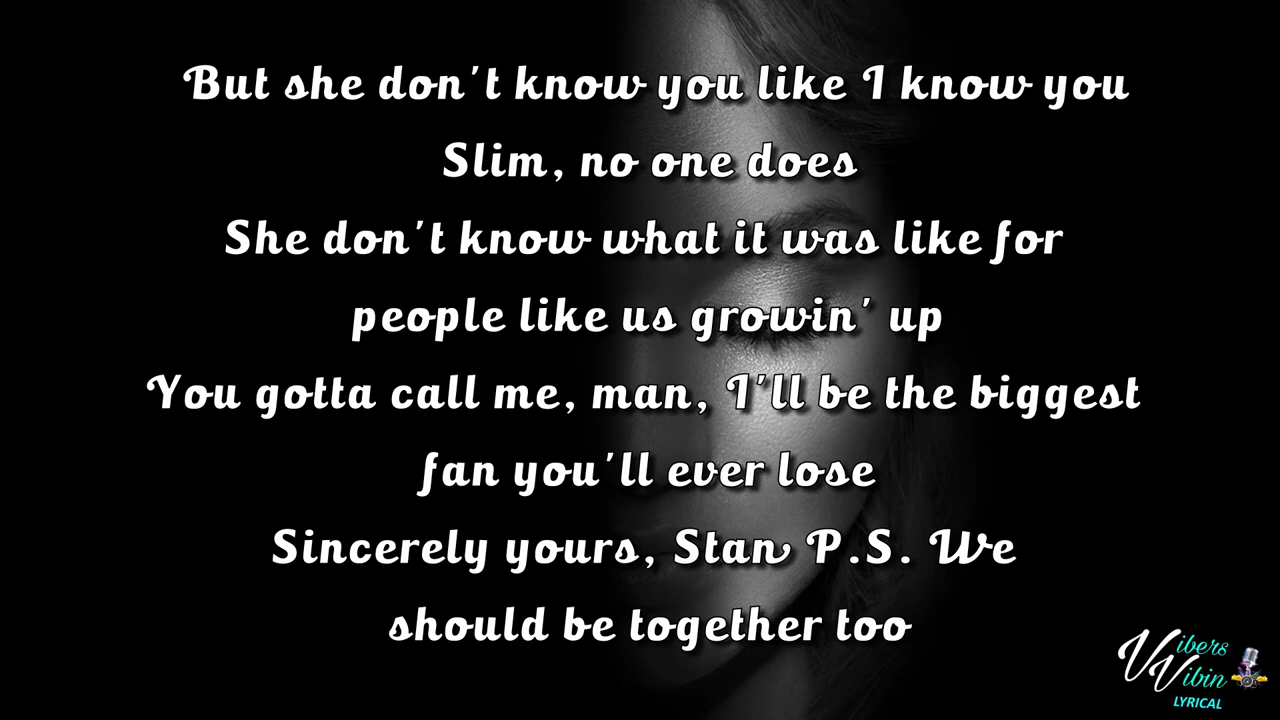 But she don't know you like I know you
Slim, no one does
She don't know what it was like for
people like us growin' up
You gotta call me, man, I'll be the biggest
fan you'll ever lose
Sincerely yours, Stan P.S. We
should be together too
Vibers
Vibin
LYRICAL